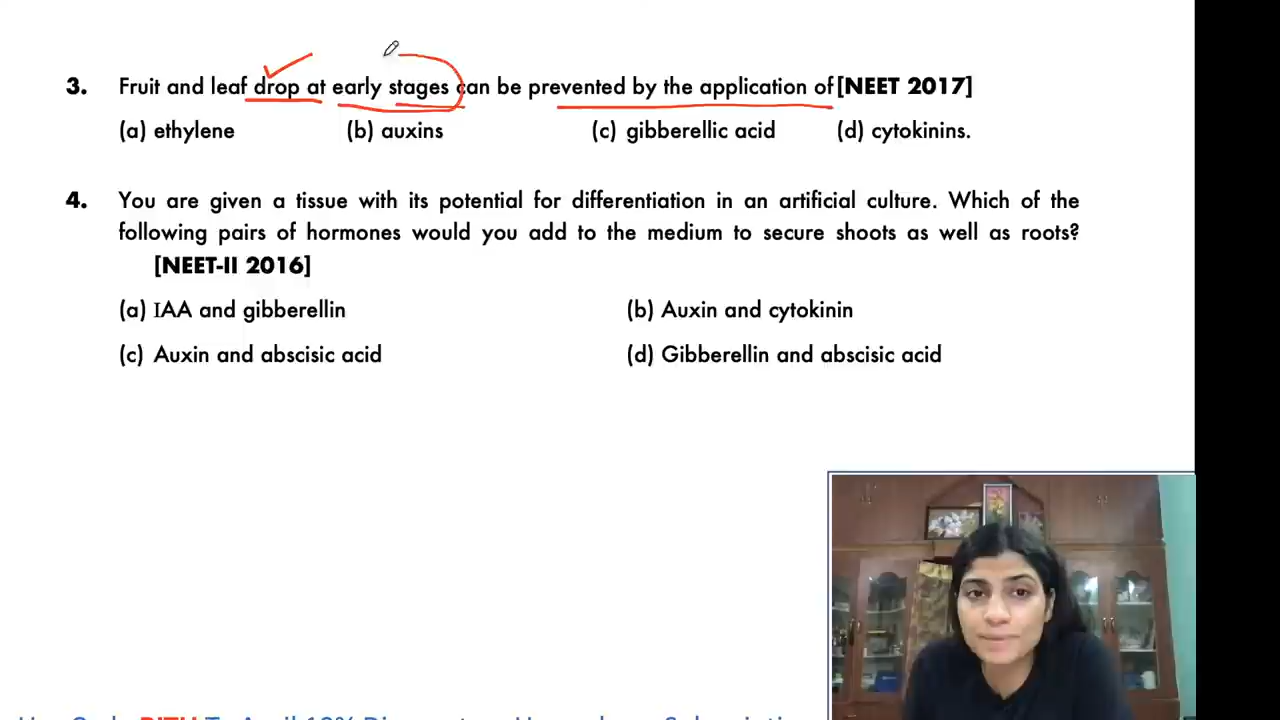 3. Fruit and leaf drop at early stages can be prevented by the application of [NEET 2017]
(a) ethylene (b) auxins (c) gibberellic acid (d) cytokinins.
4. You are given a tissue with its potential for differentiation in an artificial culture. Which of the
following pairs of hormones would you add to the medium to secure shoots as well as roots?
[NEET-II 2016]
(a) IAA and gibberellin (b) Auxin and cytokinin
(c) Auxin and abscisic acid (d) Gibberellin and abscisic acid